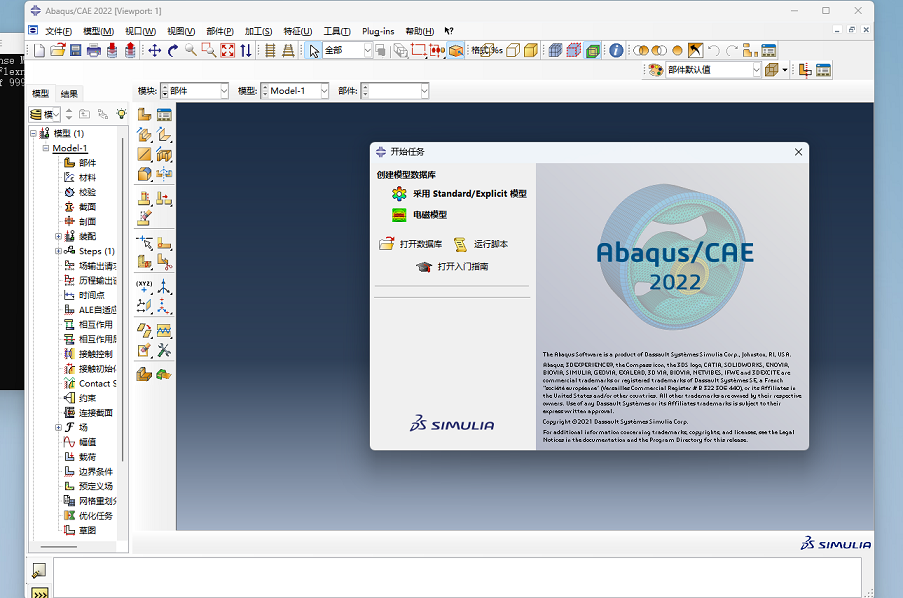 Abaqus/CAE 2022 [Viewport: 1]
文件(F) 模型(M) 视口(W) 视图(V) 部件(P) 加工(S) 特征(U) 工具(T) Plug-ins 帮助(H)
全部
部件默认值
模型 结果
模块: 部件 模型: Model-1 部件:
模
模型 (1)
Model-1
部件
材料
校验
截面
剖面
装配
Steps (1)
场输出请求
历程输出
时间点
ALE自适应
相互作用
相互作用
接触控制
接触初始
Contact S
约束
连接截面
场
幅值
载荷
边界条件
预定义场
网格重划
优化任务
草图
(XYZ)
开始任务
创建模型数据库
采用 Standard/Explicit 模型
电磁模型
打开数据库 运行脚本
打开入门指南
SIMULIA
Abaqus/CAE
2022
The Abaqus Software is a product of Dassault Systèmes Simulia Corp., Johnston, RI, USA.
Abaqus, 3DEXPERIENCE®, the Compass icon, the 3DS logo, CATIA, SOLIDWORKS, ENOVIA,
DELMIA, SIMULIA, GEOVIA, EXALEAD, 3D VIA, BIOVIA, NETVIBES, IFWE and 3DEXCITE are
commercial trademarks or registered trademarks of Dassault Systèmes SE, a French
"société européenne" (Versailles Commercial Register # B 322 306 440), or its affiliates in
the United States and/or other countries. All other trademarks are owned by their respective
owners. Use of any Dassault Systèmes or its affiliates trademarks is subject to their
express written approval.
Copyright ©2021 Dassault Systèmes Simulia Corp.
For additional information concerning trademarks, copyrights, and licenses, see the Legal
Notices in the documentation and the Program Directory for this release.
SIMULIA
>>>